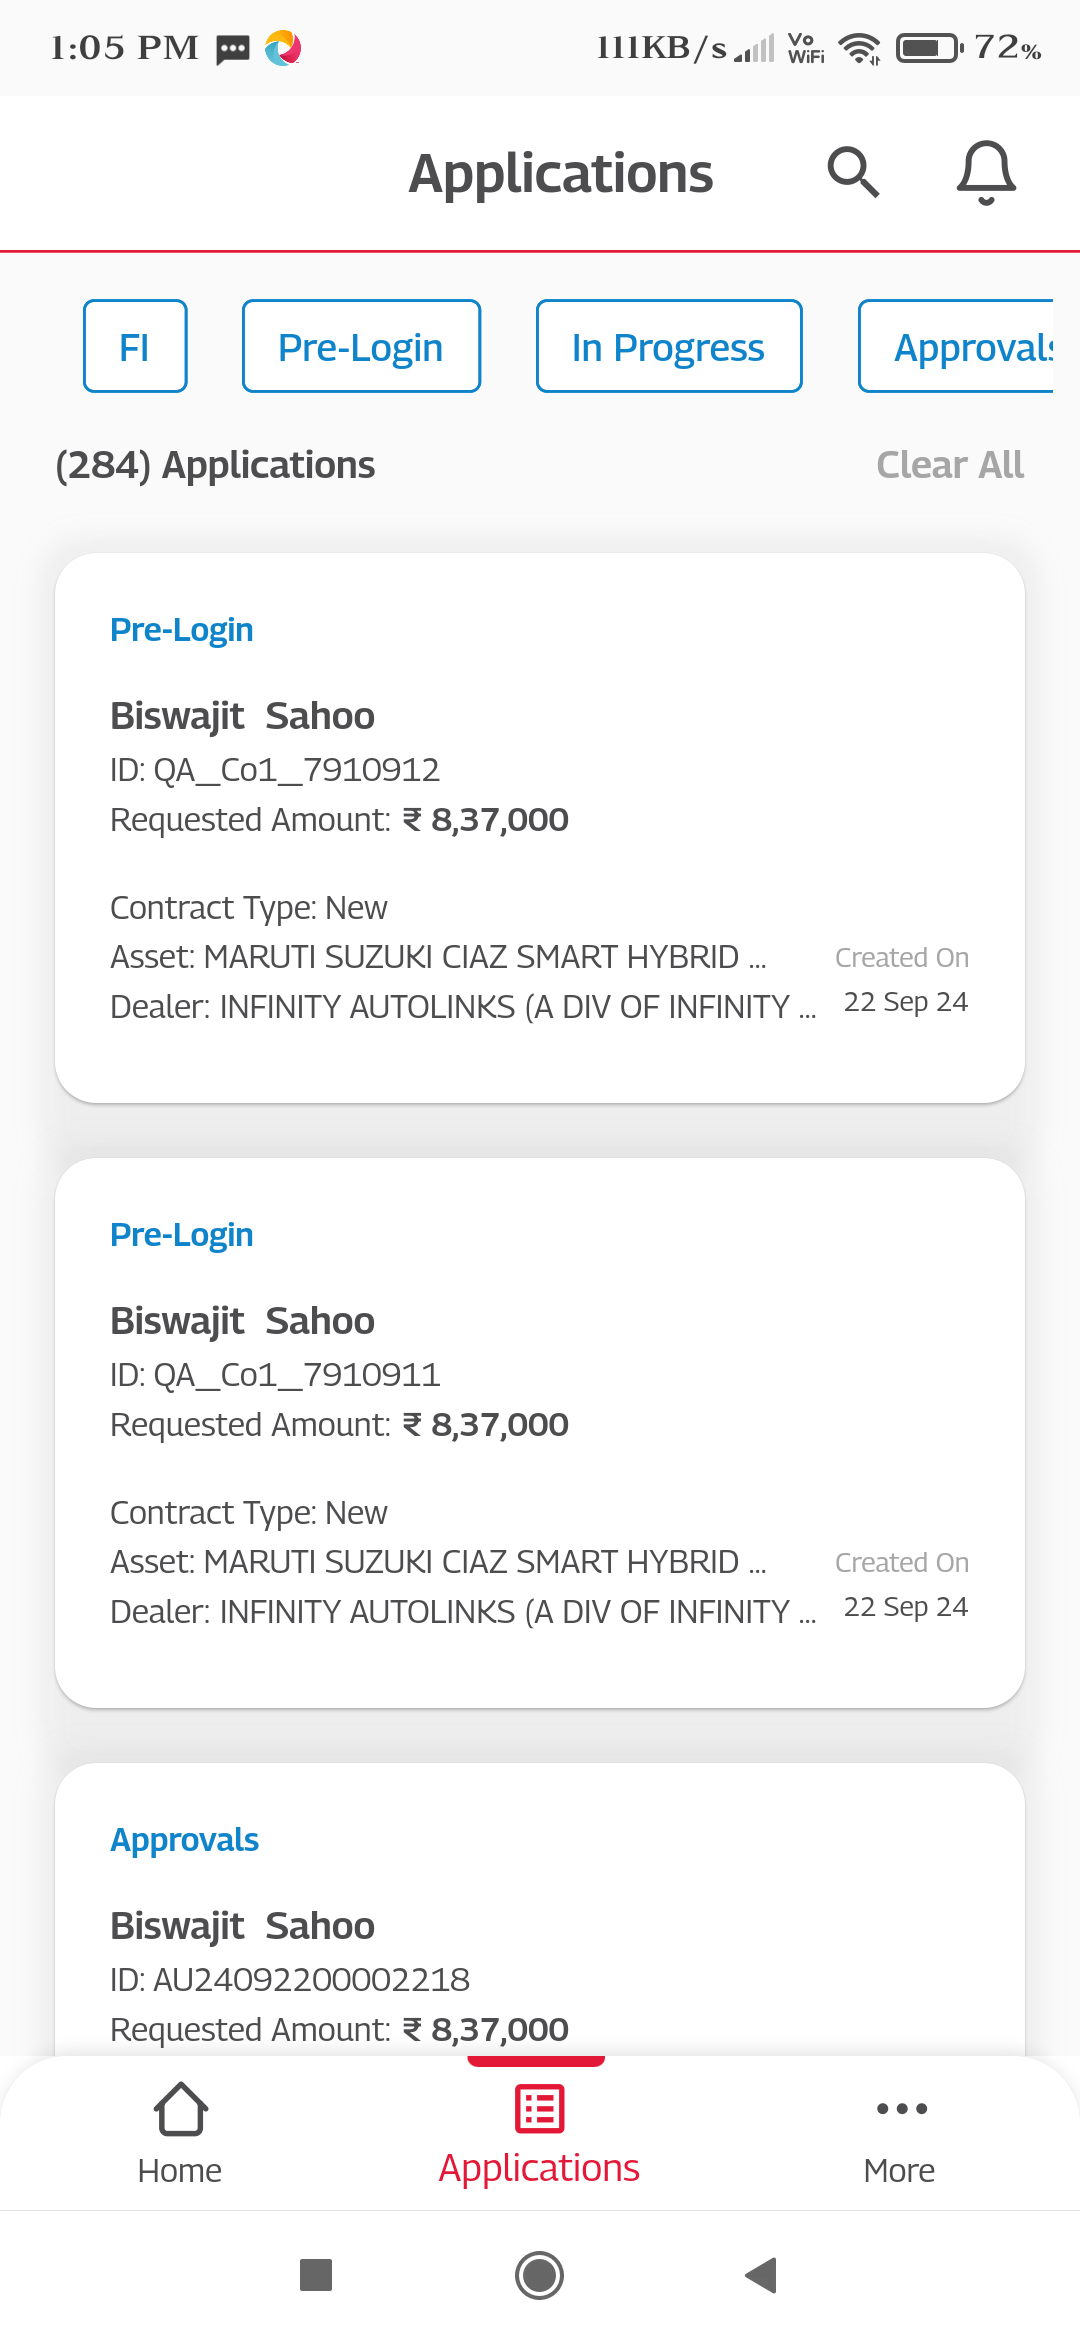 1:05 PM 111KB/s Vo WiFi 72%
Applications
FI Pre-Login In Progress Approvals
(284) Applications Clear All
Pre-Login
Biswajit Sahoo
ID: QA_Co1_7910912
Requested Amount: ₹ 8,37,000
Contract Type: New
Asset: MARUTI SUZUKI CIAZ SMART HYBRID ...
Created On
Dealer: INFINITY AUTOLINKS (A DIV OF INFINITY ...
22 Sep 24
Pre-Login
Biswajit Sahoo
ID: QA_Co1_7910911
Requested Amount: ₹ 8,37,000
Contract Type: New
Asset: MARUTI SUZUKI CIAZ SMART HYBRID ...
Created On
Dealer: INFINITY AUTOLINKS (A DIV OF INFINITY ...
22 Sep 24
Approvals
Biswajit Sahoo
ID: AU24092200002218
Requested Amount: ₹ 8,37,000
Home Applications More